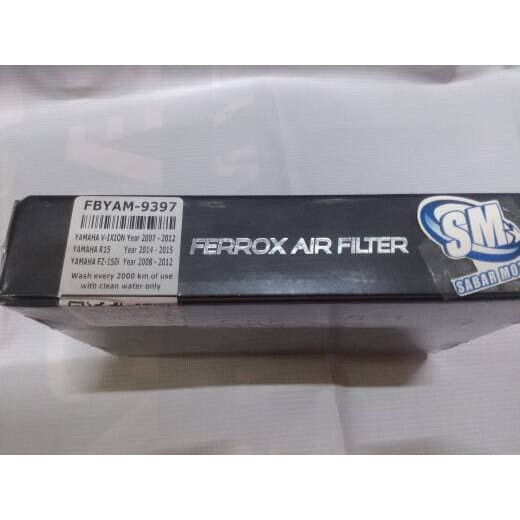 FBYAM-9397
YAMAHA V-IXION Year 2007 - 2012
YAMAHA R15 Year 2014 - 2015
YAMAHA FZ-150i Year 2008 - 2012
Wash every 2000 km of use
with clean water only
FERROX AIR FILTER
SM
SABAR MO